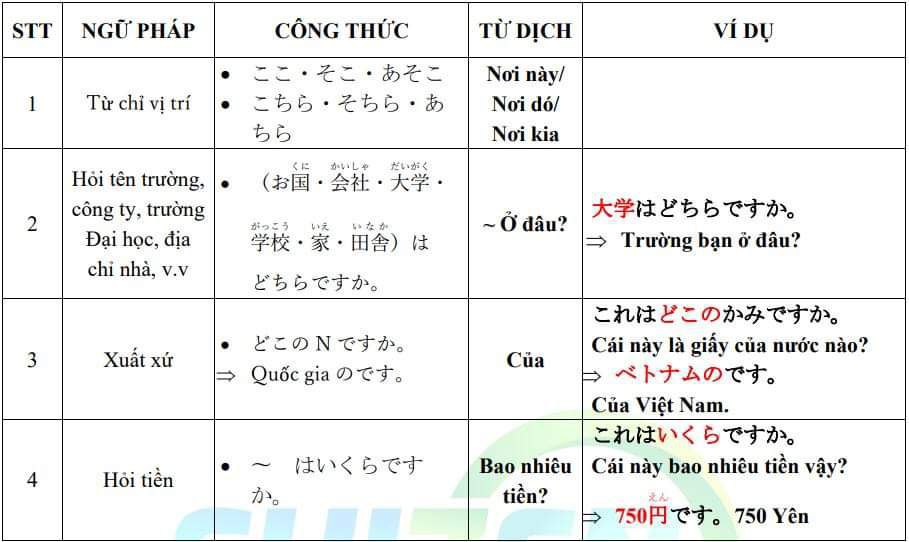 STT NGỮ PHÁP CÔNG THỨC TỪ DỊCH VÍ DỤ
1
Từ chỉ vị trí
• ここ・そこ・あそこ
• こちら・そちら・あ
ちら
Nơi này/
Nơi dó/
Nơi kia
2
Hỏi tên trường,
công ty, trường
Đại học, địa
chỉ nhà, v.v
くに かいしゃ だいがく
• （お国・会社・大学・
がっこう いえ いなか
学校・家・田舎）は
どちらですか。
~ Ở đâu?
大学はどちらですか。
⇒ Trường bạn ở đâu?
3
Xuất xứ
• どこの N ですか。
⇒ Quốc gia のです。
Của
これはどこのかみですか。
Cái này là giấy của nước nào?
⇒ ベトナムのです。
Của Việt Nam.
4
Hỏi tiền
• ～ はいくらです
か。
Bao nhiêu
tiền?
これはいくらですか。
Cái này bao nhiêu tiền vậy?
えん
⇒ 750円です。750 Yên